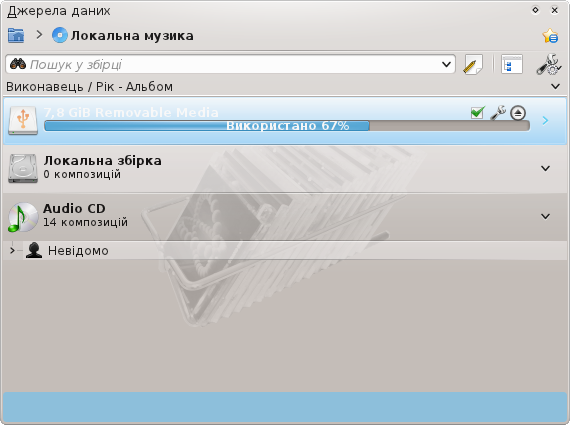 Джерела даних
Локальна музика
Пошук у збірці
Виконавець / Рік - Альбом
7,8 GiB Removable Media
Використано 67%
Локальна збірка
0 композицій
Audio CD
14 композицій
Невідомо